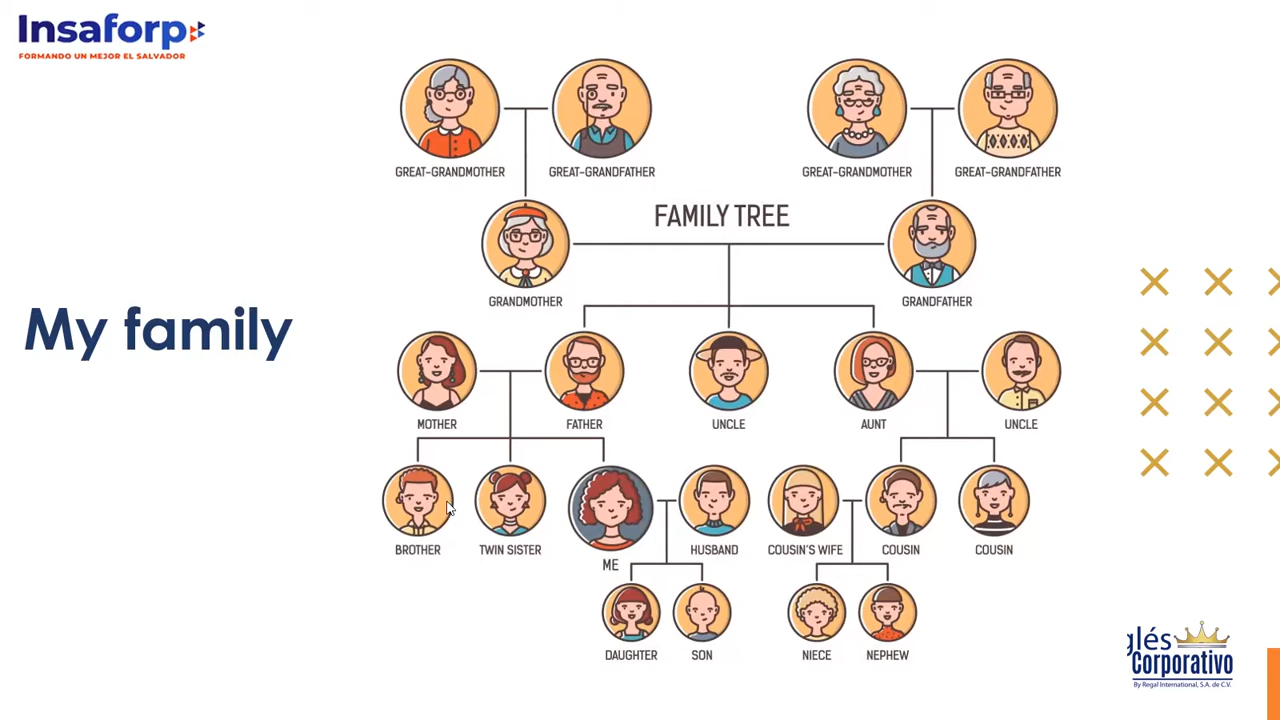 Insaforp
FORMANDO UN MEJOR EL SALVADOR
GREAT-GRANDMOTHER
GREAT-GRANDFATHER
GREAT-GRANDMOTHER
GREAT-GRANDFATHER
FAMILY TREE
GRANDMOTHER
GRANDFATHER
My family
MOTHER
FATHER
UNCLE
AUNT
UNCLE
BROTHER
TWIN SISTER
ME
HUSBAND
COUSIN'S WIFE
COUSIN
COUSIN
DAUGHTER
SON
NIECE
NEPHEW
glés
Corporativo
By Regal International, S.A. de C.V.